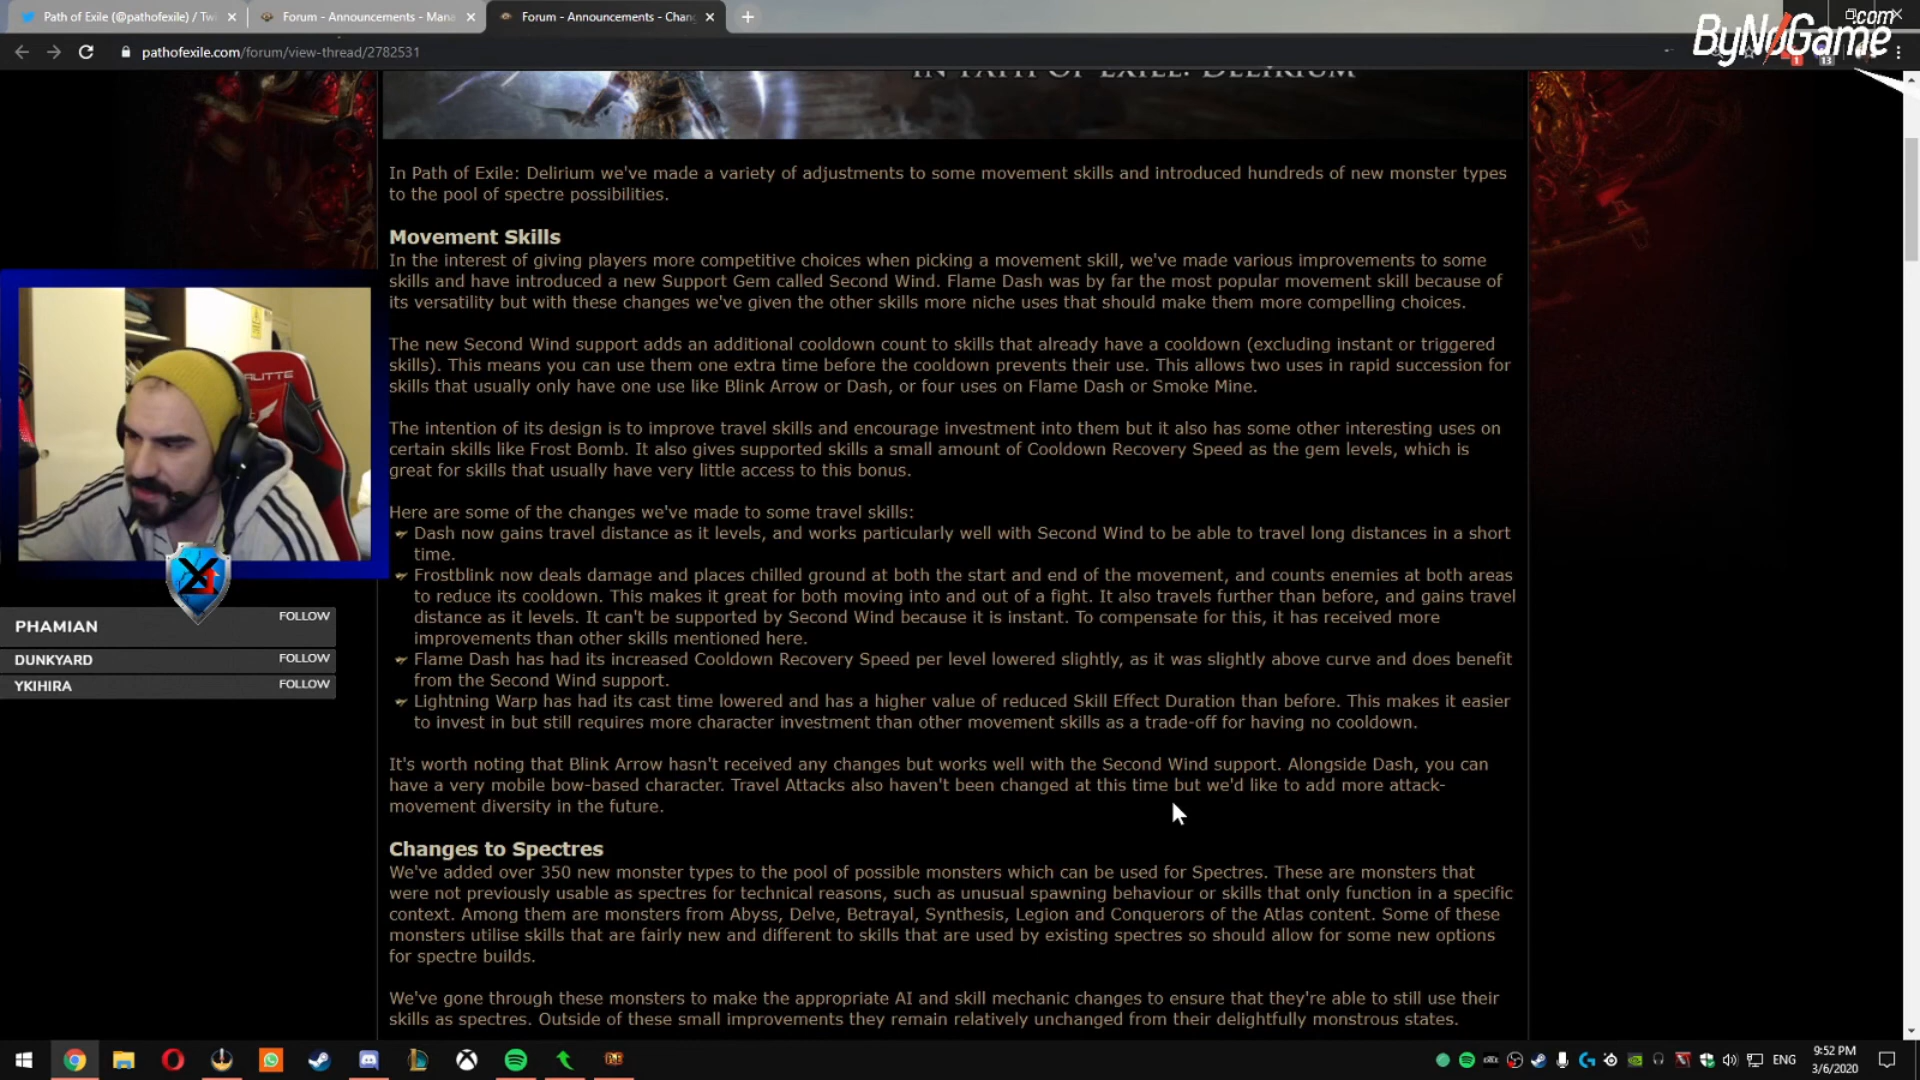 Path of Exile (@pathofexile) / Tw
Forum - Announcements - Mana
Forum - Announcements - Chan
pathofexile.com/forum/view-thread/2782531
ByNoGame
.com
IN PATH OF EXILE: DELIRIUM
In Path of Exile: Delirium we've made a variety of adjustments to some movement skills and introduced hundreds of new monster types
to the pool of spectre possibilities.
Movement Skills
In the interest of giving players more competitive choices when picking a movement skill, we've made various improvements to some
skills and have introduced a new Support Gem called Second Wind. Flame Dash was by far the most popular movement skill because of
its versatility but with these changes we've given the other skills more niche uses that should make them more compelling choices.
The new Second Wind support adds an additional cooldown count to skills that already have a cooldown (excluding instant or triggered
skills). This means you can use them one extra time before the cooldown prevents their use. This allows two uses in rapid succession for
skills that usually only have one use like Blink Arrow or Dash, or four uses on Flame Dash or Smoke Mine.
The intention of its design is to improve travel skills and encourage investment into them but it also has some other interesting uses on
certain skills like Frost Bomb. It also gives supported skills a small amount of Cooldown Recovery Speed as the gem levels, which is
great for skills that usually have very little access to this bonus.
Here are some of the changes we've made to some travel skills:
Dash now gains travel distance as it levels, and works particularly well with Second Wind to be able to travel long distances in a short
time.
Frostblink now deals damage and places chilled ground at both the start and end of the movement, and counts enemies at both areas
to reduce its cooldown. This makes it great for both moving into and out of a fight. It also travels further than before, and gains travel
distance as it levels. It can't be supported by Second Wind because it is instant. To compensate for this, it has received more
improvements than other skills mentioned here.
Flame Dash has had its increased Cooldown Recovery Speed per level lowered slightly, as it was slightly above curve and does benefit
from the Second Wind support.
Lightning Warp has had its cast time lowered and has a higher value of reduced Skill Effect Duration than before. This makes it easier
to invest in but still requires more character investment than other movement skills as a trade-off for having no cooldown.
It's worth noting that Blink Arrow hasn't received any changes but works well with the Second Wind support. Alongside Dash, you can
have a very mobile bow-based character. Travel Attacks also haven't been changed at this time but we'd like to add more attack-
movement diversity in the future.
Changes to Spectres
We've added over 350 new monster types to the pool of possible monsters which can be used for Spectres. These are monsters that
were not previously usable as spectres for technical reasons, such as unusual spawning behaviour or skills that only function in a specific
context. Among them are monsters from Abyss, Delve, Betrayal, Synthesis, Legion and Conquerors of the Atlas content. Some of these
monsters utilise skills that are fairly new and different to skills that are used by existing spectres so should allow for some new options
for spectre builds.
We've gone through these monsters to make the appropriate AI and skill mechanic changes to ensure that they're able to still use their
skills as spectres. Outside of these small improvements they remain relatively unchanged from their delightfully monstrous states.
PHAMIAN FOLLOW
DUNKYARD FOLLOW
YKIHIRA FOLLOW
ENG
9:52 PM
3/6/2020